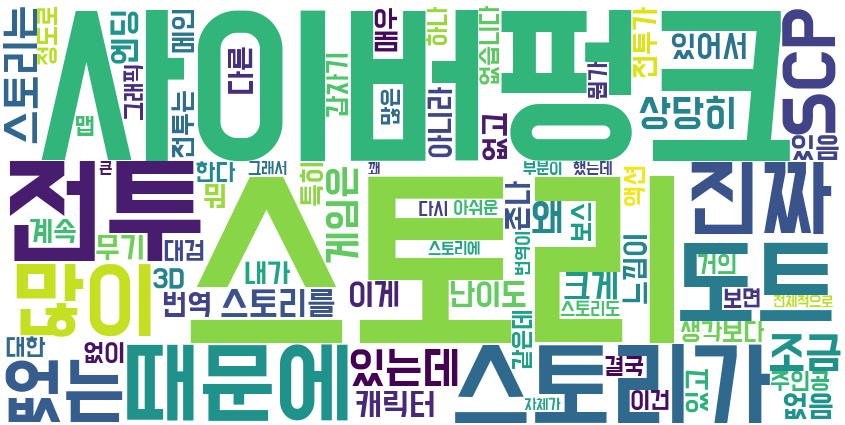 스토리는
정도로
사이버펑크
엔딩
메인
매우
하나
없습니다
전투가
있어서
SCP
그래픽
다른
갑자기
뭔가
맵
전투는
많은
아니라
없고
상당히
있음
큰
한다
그래서
꽤
부분이
했는데
전투
뭐
특히
게임은
스토리
다시
아쉬운
존나
왜
보스
액션
진짜
계속
무기
대검
스토리에
번역이
느낌이
거의
도트
많이
3D
내가
번역
스토리를
이게
난이도
크게
스토리도
보면
전체적으로
같은데
생각보다
대한
없이
없는
때문에
있는데
캐릭터
스토리가
결국
이건
자체가
있고
조금
주인공
없음